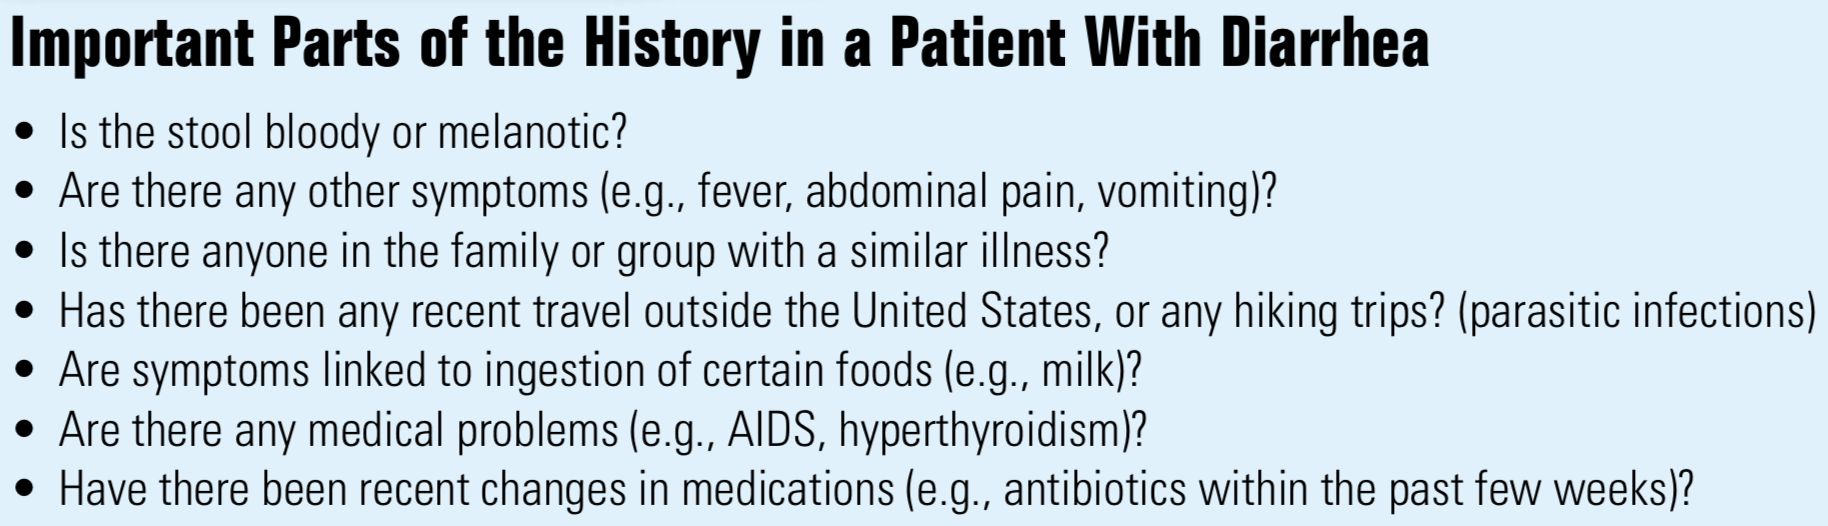 Important Parts of the History in a Patient With Diarrhea
• Is the stool bloody or melanotic?
• Are there any other symptoms (e.g., fever, abdominal pain, vomiting)?
• Is there anyone in the family or group with a similar illness?
• Has there been any recent travel outside the United States, or any hiking trips? (parasitic infections)
• Are symptoms linked to ingestion of certain foods (e.g., milk)?
• Are there any medical problems (e.g., AIDS, hyperthyroidism)?
• Have there been recent changes in medications (e.g., antibiotics within the past few weeks)?